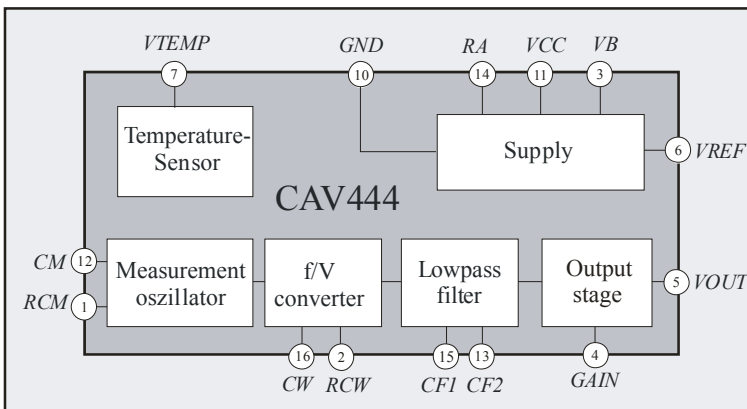 VTEMP GND RA VCC VB
7 10 14 11 3
Temperature-
Sensor
Supply
6 VREF
CAV444
CM 12
RCM 1
Measurement
oszillator
f/V
converter
Lowpass
filter
Output
stage
5 VOUT
16 2 15 13 4
CW RCW CF1 CF2 GAIN